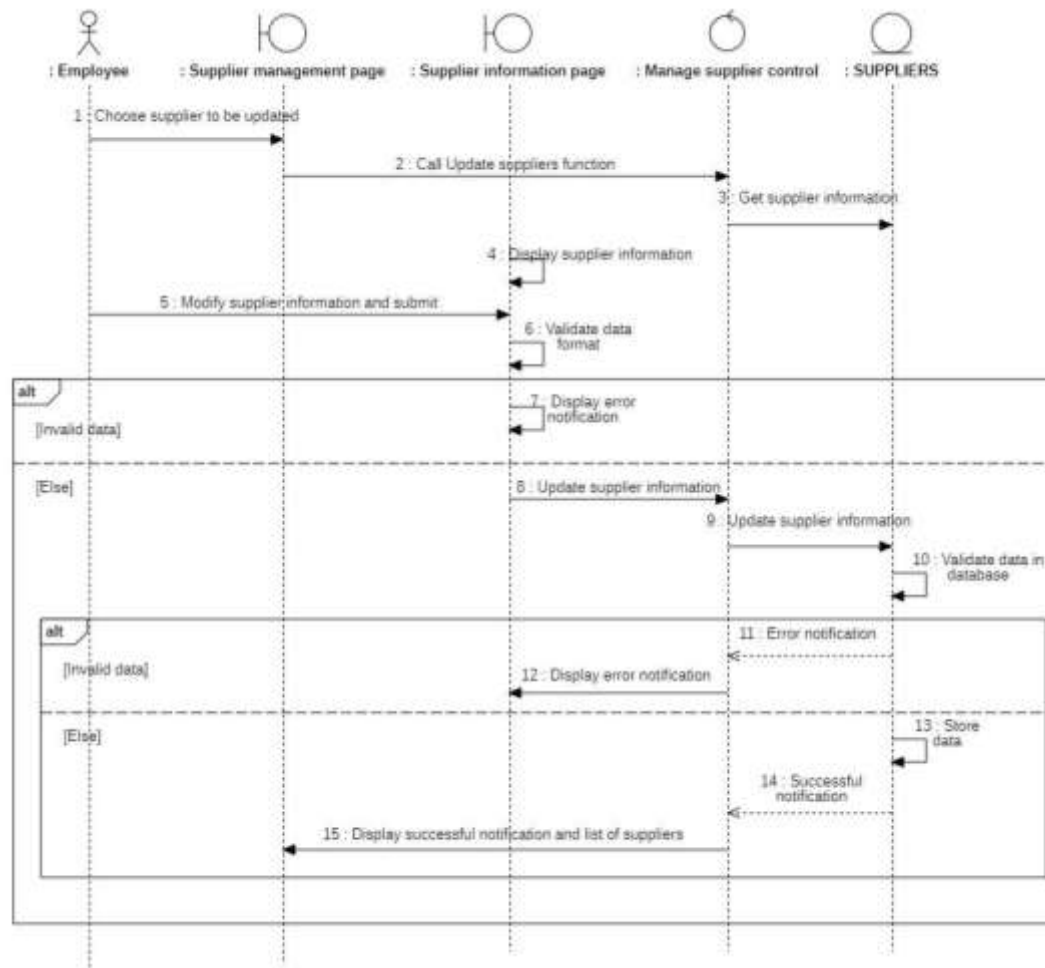 : Employee
: Supplier management page
: Supplier information page
: Manage supplier control
: SUPPLIERS
1 : Choose supplier to be updated
2 : Call Update suppliers function
3 : Get supplier information
4 : Display supplier information
5 : Modify supplier information and submit
6 : Validate data
format
alt
7 : Display error
notification
[Invalid data]
[Else]
8 : Update supplier information
9 : Update supplier information
10 : Validate data in
database
alt
11 : Error notification
[Invalid data]
12 : Display error notification
[Else]
13 : Store
data
14 : Successful
notification
15 : Display successful notification and list of suppliers